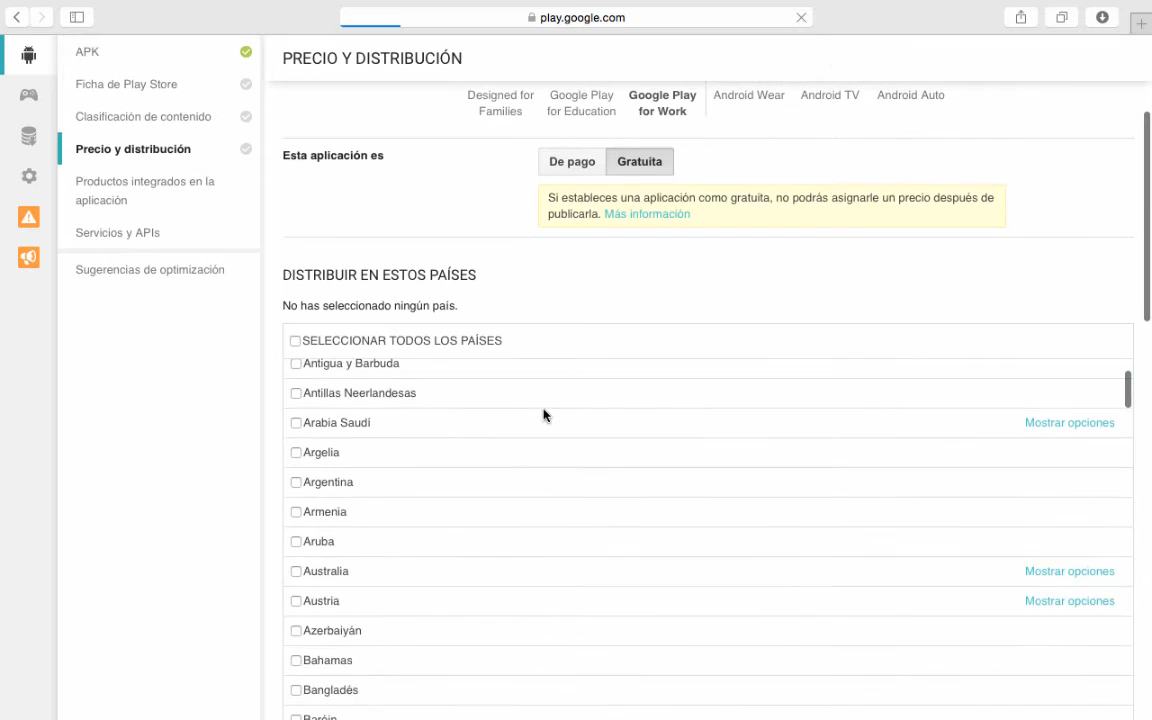 play.google.com
APK
Ficha de Play Store
Clasificación de contenido
Precio y distribución
Productos integrados en la
aplicación
Servicios y APIs
Sugerencias de optimización
PRECIO Y DISTRIBUCIÓN
Designed for
Families
Google Play
for Education
Google Play
for Work
Android Wear
Android TV
Android Auto
Esta aplicación es
De pago
Gratuita
Si estableces una aplicación como gratuita, no podrás asignarle un precio después de
publicarla. Más información
DISTRIBUIR EN ESTOS PAÍSES
No has seleccionado ningún país.
SELECCIONAR TODOS LOS PAÍSES
Antigua y Barbuda
Antillas Neerlandesas
Arabia Saudí Mostrar opciones
Argelia
Argentina
Armenia
Aruba
Australia Mostrar opciones
Austria Mostrar opciones
Azerbaiyán
Bahamas
Bangladés
Baréin